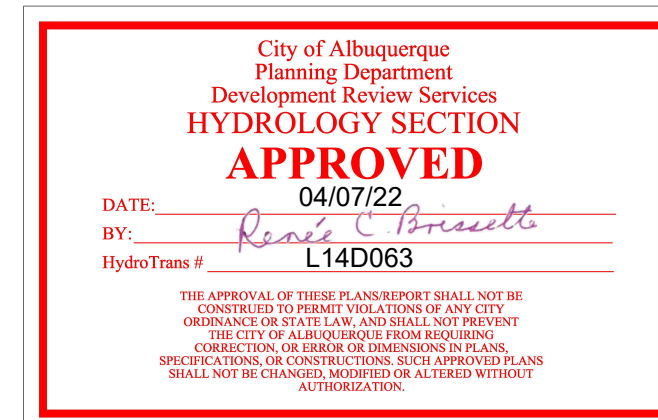 City of Albuquerque
Planning Department
Development Review Services
HYDROLOGY SECTION
APPROVED
DATE: 04/07/22
BY: Renée C. Brissette
HydroTrans # L14D063
THE APPROVAL OF THESE PLANS/REPORT SHALL NOT BE
CONSTRUED TO PERMIT VIOLATIONS OF ANY CITY
ORDINANCE OR STATE LAW, AND SHALL NOT PREVENT
THE CITY OF ALBUQUERQUE FROM REQUIRING
CORRECTION, OR ERROR OR DIMENSIONS IN PLANS,
SPECIFICATIONS, OR CONSTRUCTIONS. SUCH APPROVED PLANS
SHALL NOT BE CHANGED, MODIFIED OR ALTERED WITHOUT
AUTHORIZATION.